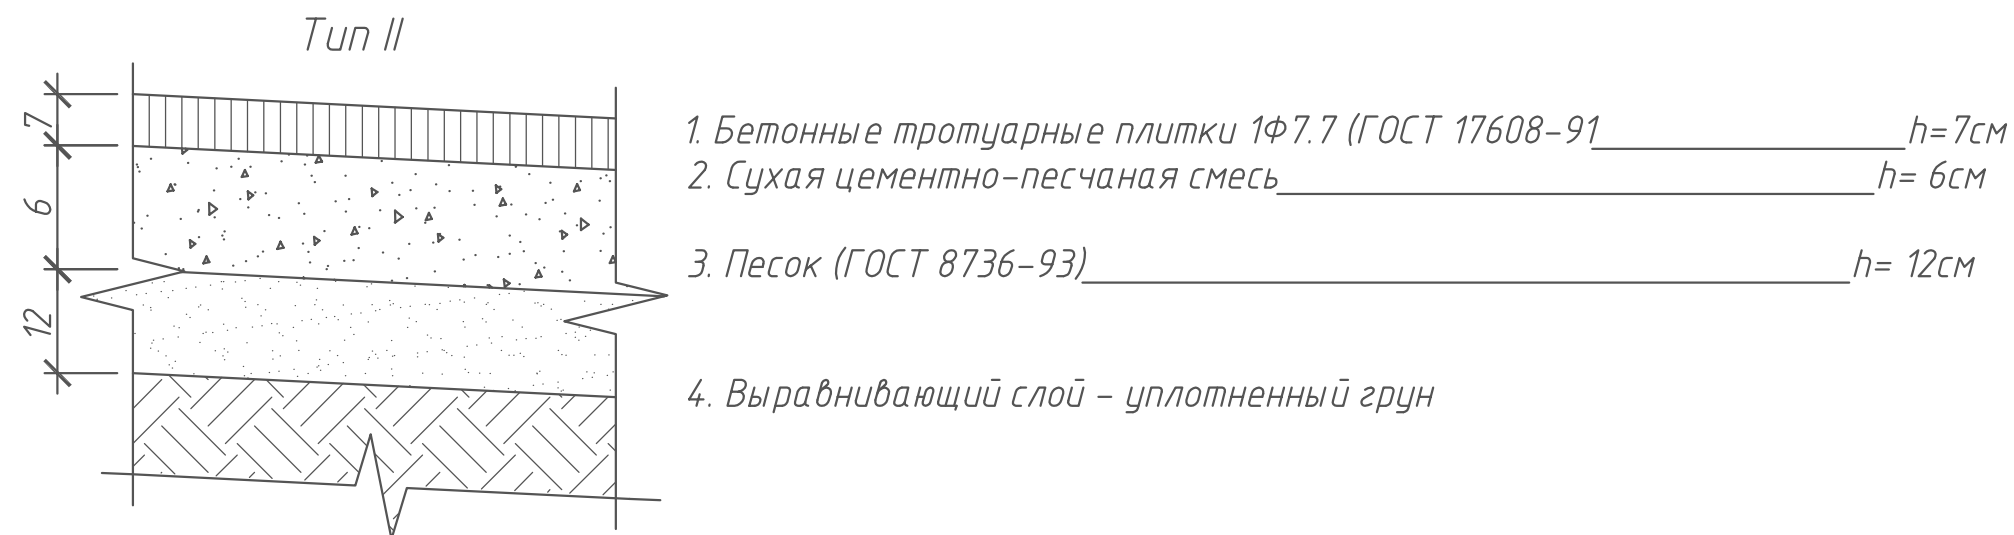 Тип II
7
6
12
1. Бетонные тротуарные плитки 1Ф7.7 (ГОСТ 17608-91 h=7см
2. Сухая цементно-песчаная смесь h= 6см
3. Песок (ГОСТ 8736-93) h= 12см
4. Выравнивающий слой - уплотненный грун